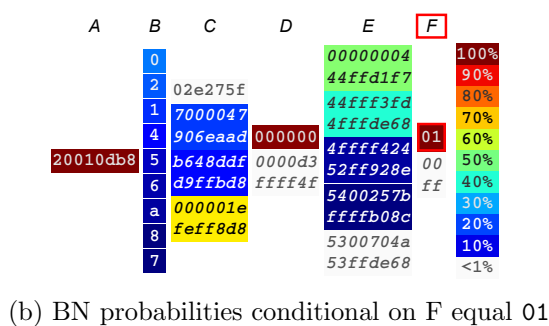 A B C D E F
0
2
1
4
5
6
a
8
7
20010db8
02e275f
7000047
906eaad
b648ddf
d9ffbd8
000001e
feff8d8
000000
0000d3
ffff4f
00000004
44ffd1f7
44fff3fd
4fffde68
4ffff424
52ff928e
5400257b
ffffb08c
5300704a
53ffde68
01
00
ff
100%
90%
80%
70%
60%
50%
40%
30%
20%
10%
<1%
(b) BN probabilities conditional on F equal 01